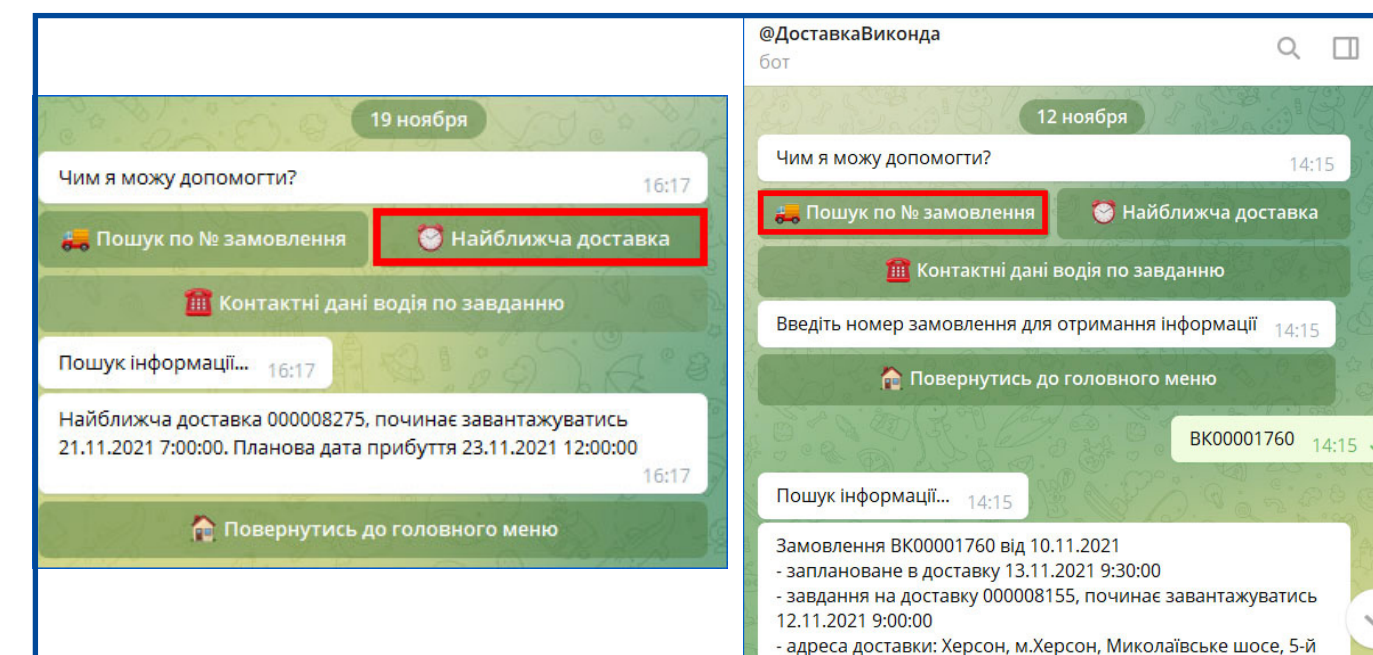 19 ноября
Чим я можу допомогти?
16:17
🚚 Пошук по № замовлення
⏰ Найближча доставка
☎ Контактні дані водія по завданню
Пошук інформації... 16:17
Найближча доставка 000008275, починає завантажуватись
21.11.2021 7:00:00. Планова дата прибуття 23.11.2021 12:00:00
16:17
🏠 Повернутись до головного меню
@ДоставкаВиконда
бот
12 ноября
Чим я можу допомогти?
14:15
🚚 Пошук по № замовлення
⏰ Найближча доставка
☎ Контактні дані водія по завданню
Введіть номер замовлення для отримання інформації 14:15
🏠 Повернутись до головного меню
ВК00001760 14:15
Пошук інформації... 14:15
Замовлення ВК00001760 від 10.11.2021
- заплановане в доставку 13.11.2021 9:30:00
- завдання на доставку 000008155, починає завантажуватись
12.11.2021 9:00:00
- адреса доставки: Херсон, м.Херсон, Миколаївське шосе, 5-й